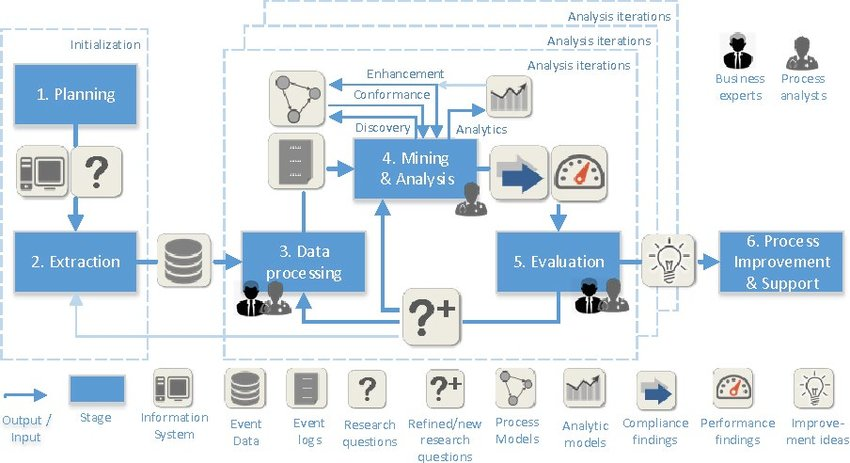 Analysis iterations
Analysis iterations
Analysis iterations
Initialization
Business
experts
Process
analysts
1. Planning
Enhancement
Conformance
Discovery
Analytics
4. Mining
& Analysis
?
2. Extraction
3. Data
processing
5. Evaluation
6. Process
Improvement
& Support
?+
?
?+
Output /
Input
Stage
Information
System
Event
Data
Event
logs
Research
questions
Refined/new
research
questions
Process
Models
Analytic
models
Compliance
findings
Performance
findings
Improve-
ment ideas